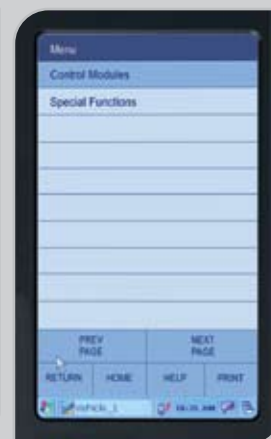 Menu
Control Modules
Special Functions
PREV PAGE
NEXT PAGE
RETURN HOME HELP PRINT